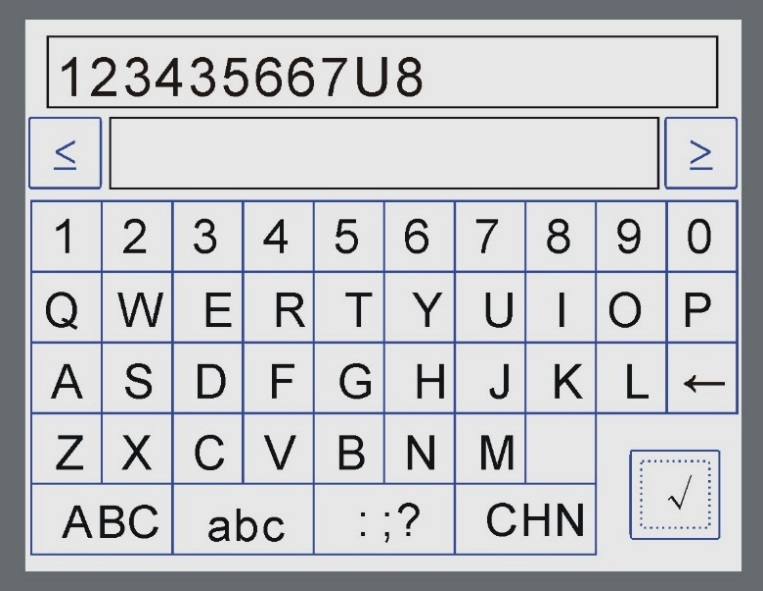 123435667U8
≤ ≥
1 2 3 4 5 6 7 8 9 0
Q W E R T Y U I O P
A S D F G H J K L ←
Z X C V B N M
ABC abc :;? CHN
√